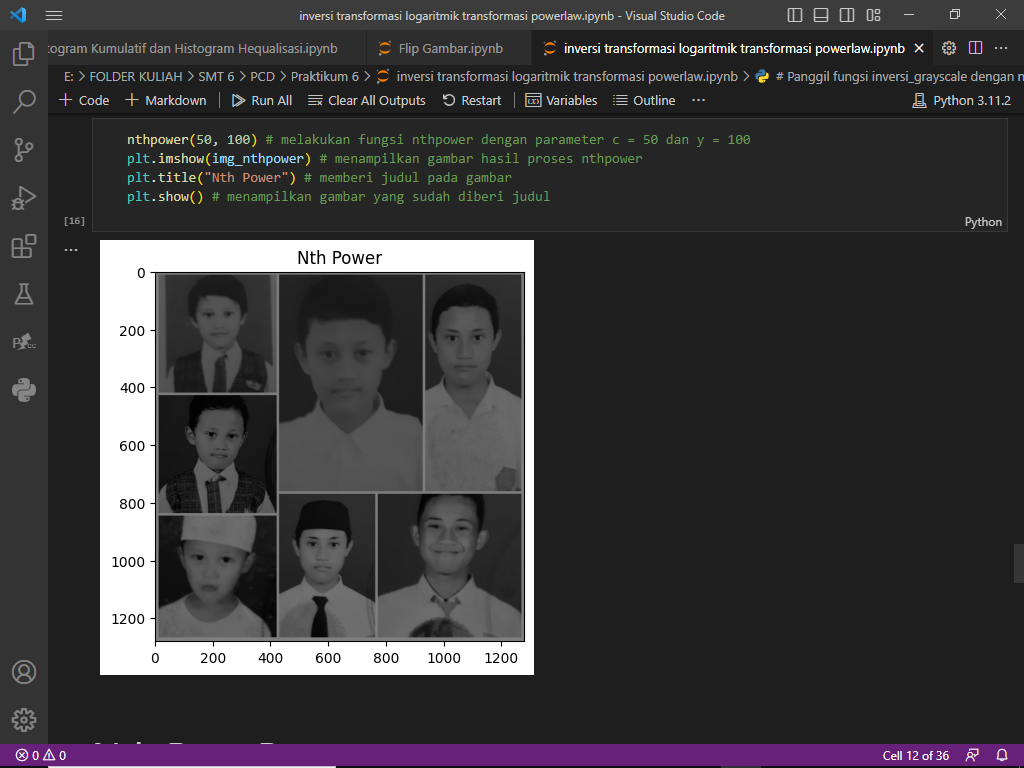 inversi transformasi logaritmik transformasi powerlaw.ipynb - Visual Studio Code
togram Kumulatif dan Histogram Hequalisasi.ipynb
Flip Gambar.ipynb
inversi transformasi logaritmik transformasi powerlaw.ipynb
E: > FOLDER KULIAH > SMT 6 > PCD > Praktikum 6 > inversi transformasi logaritmik transformasi powerlaw.ipynb > # Panggil fungsi inversi_grayscale dengan n
+ Code + Markdown | Run All Clear All Outputs Restart | Variables Outline ... Python 3.11.2
nthpower(50, 100) # melakukan fungsi nthpower dengan parameter c = 50 dan y = 100
plt.imshow(img_nthpower) # menampilkan gambar hasil proses nthpower
plt.title("Nth Power") # memberi judul pada gambar
plt.show() # menampilkan gambar yang sudah diberi judul
[16]
Python
...
Nth Power
0
200
400
600
800
1000
1200
0 200 400 600 800 1000 1200
0 0
Cell 12 of 36